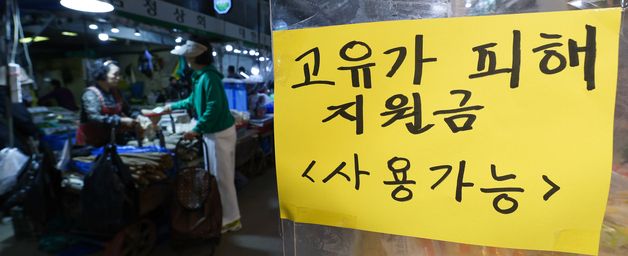 고유가 피해
지원금
<사용가능>